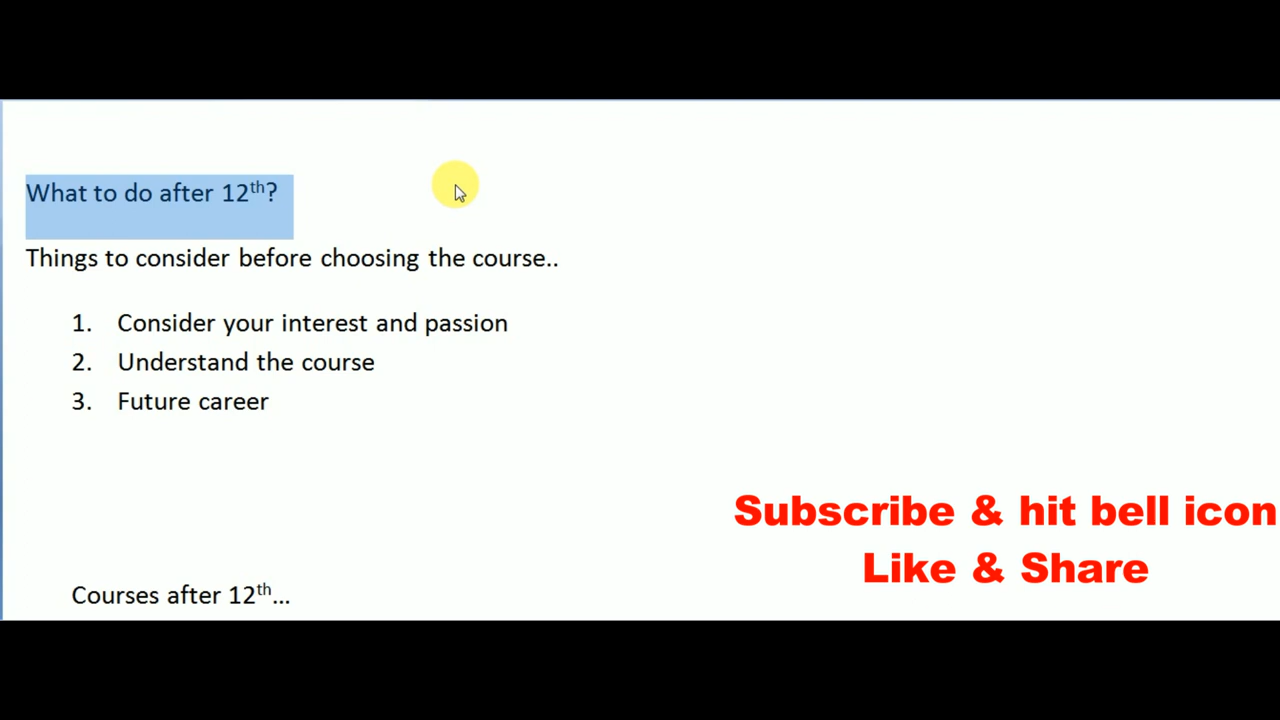 What to do after 12th?
Things to consider before choosing the course..
1. Consider your interest and passion
2. Understand the course
3. Future career
Subscribe & hit bell icon
Like & Share
Courses after 12th...